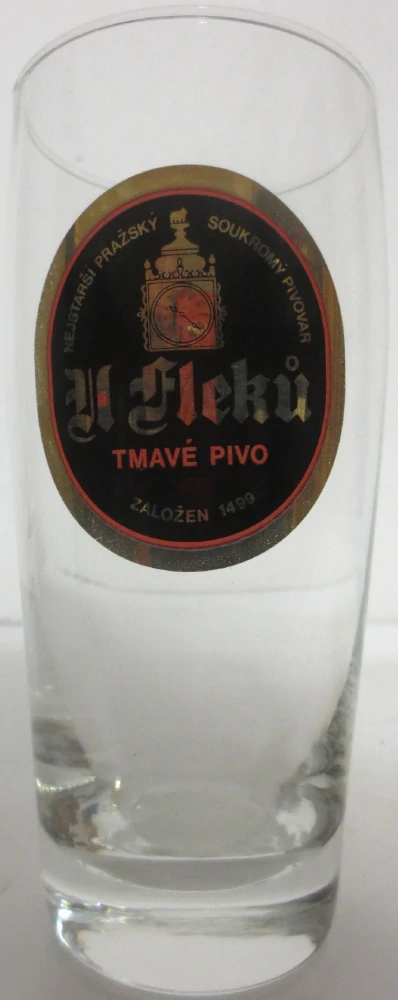 NEJSTARŠÍ PRAŽSKÝ SOUKROMÝ PIVOVAR
U Fleků
TMAVÉ PIVO
ZALOŽEN 1499